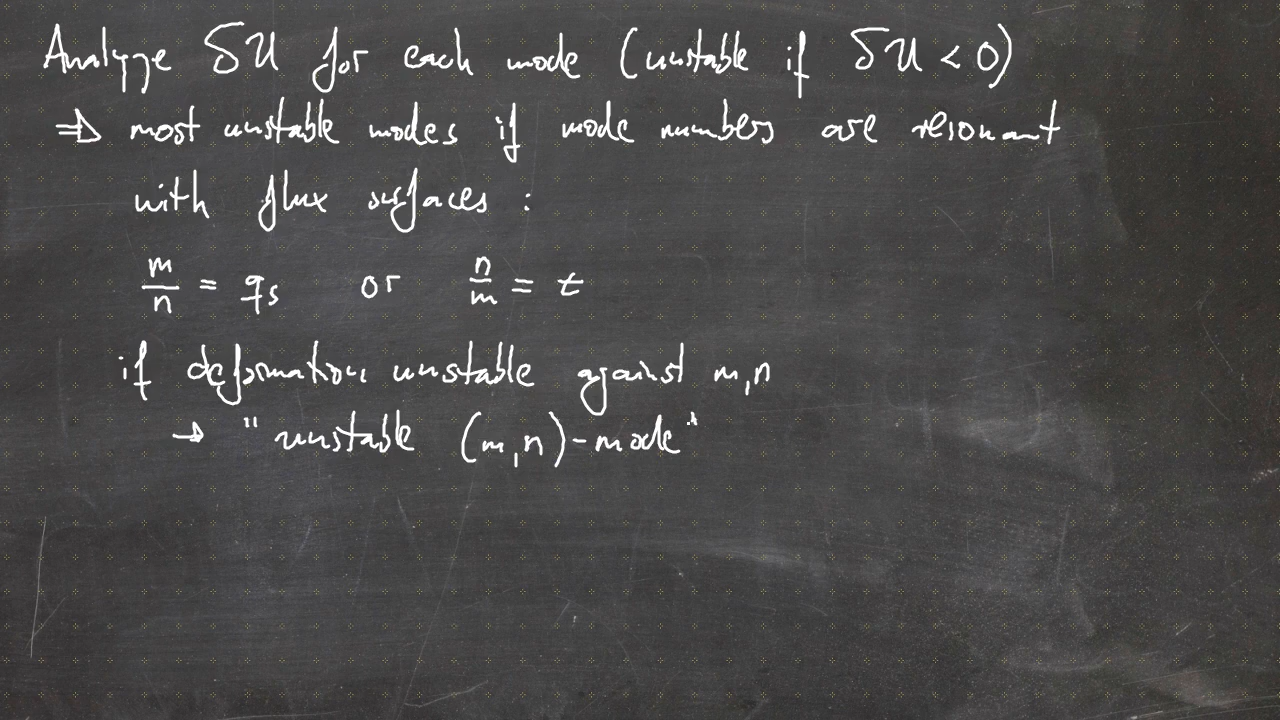 Analyze δU for each mode (unstable if δU < 0)
⇒ most unstable modes if mode numbers are resonant
with flux surfaces :
m/n = qs or n/m = t
if deformation unstable against m,n
→ "unstable (m,n)-mode"